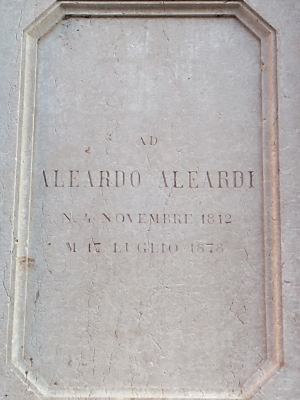 AD
ALEARDO ALEARDI
N. 4 NOVEMBRE 1812
M 17 LUGLIO 1878